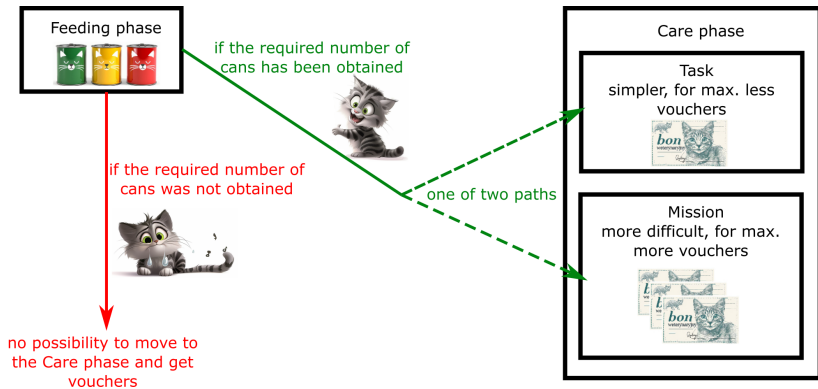 Feeding phase
if the required number of
cans has been obtained
if the required number of
cans was not obtained
no possibility to move to
the Care phase and get
vouchers
one of two paths
Care phase
Task
simpler, for max. less
vouchers
bon
Mission
more difficult, for max.
more vouchers
bon